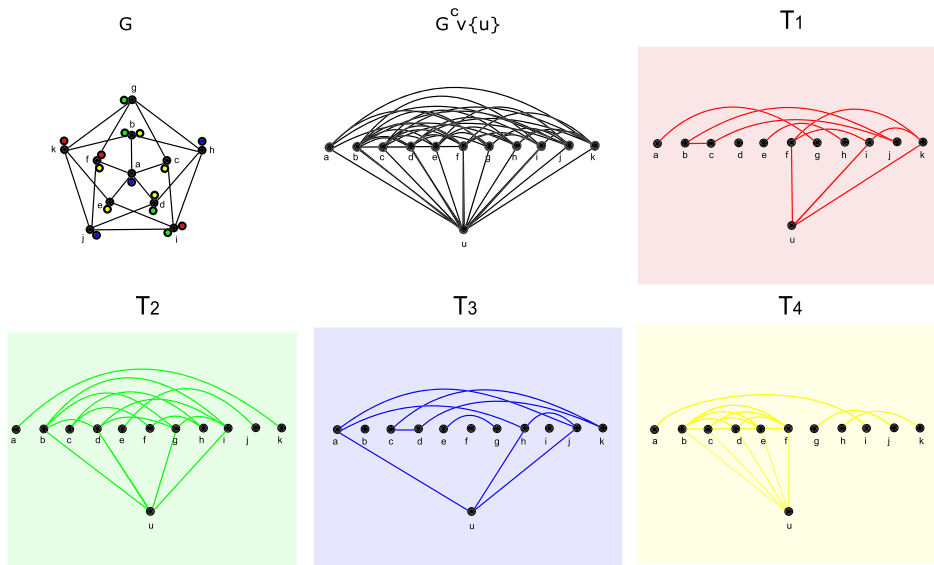 G
G c v{u}
T1
g
b
k
f
c
h
a
e
d
j
i
a b c d e f g h i j k
u
a b c d e f g h i j k
u
T2
T3
T4
a b c d e f g h i j k
u
a b c d e f g h i j k
u
a b c d e f g h i j k
u